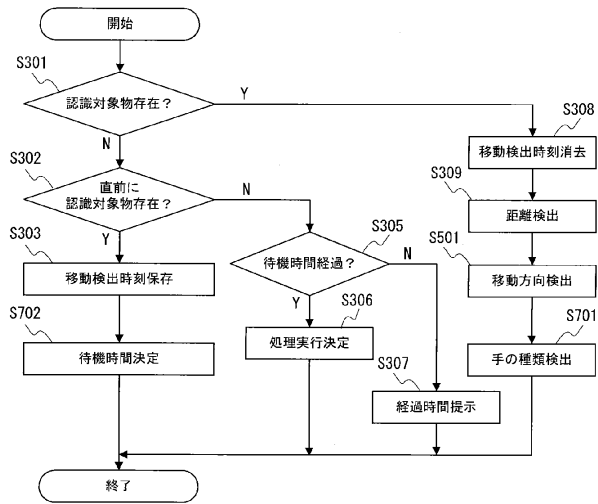 開始
S301
認識対象物存在？
Y
N
S308
移動検出時刻消去
S302
直前に
認識対象物存在？
N
Y
S309
距離検出
S303
移動検出時刻保存
S305
待機時間経過？
N
Y
S501
移動方向検出
S702
待機時間決定
S306
処理実行決定
S701
手の種類検出
S307
経過時間提示
終了